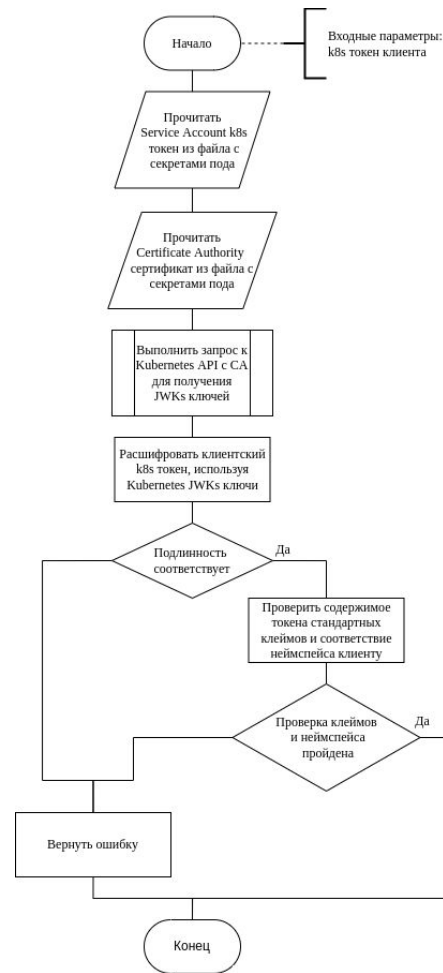 Начало
Входные параметры:
k8s токен клиента
Прочитать
Service Account k8s
токен из файла с
секретами пода
Прочитать
Certificate Authority
сертификат из файла с
секретами пода
Выполнить запрос к
Kubernetes API с CA
для получения
JWKs ключей
Расшифровать клиентский
k8s токен, используя
Kubernetes JWKs ключи
Подлинность
соответствует
Да
Проверить содержимое
токена стандартных
клеймов и соответствие
неймспейса клиенту
Проверка клеймов
и неймспейса
пройдена
Да
Вернуть ошибку
Конец